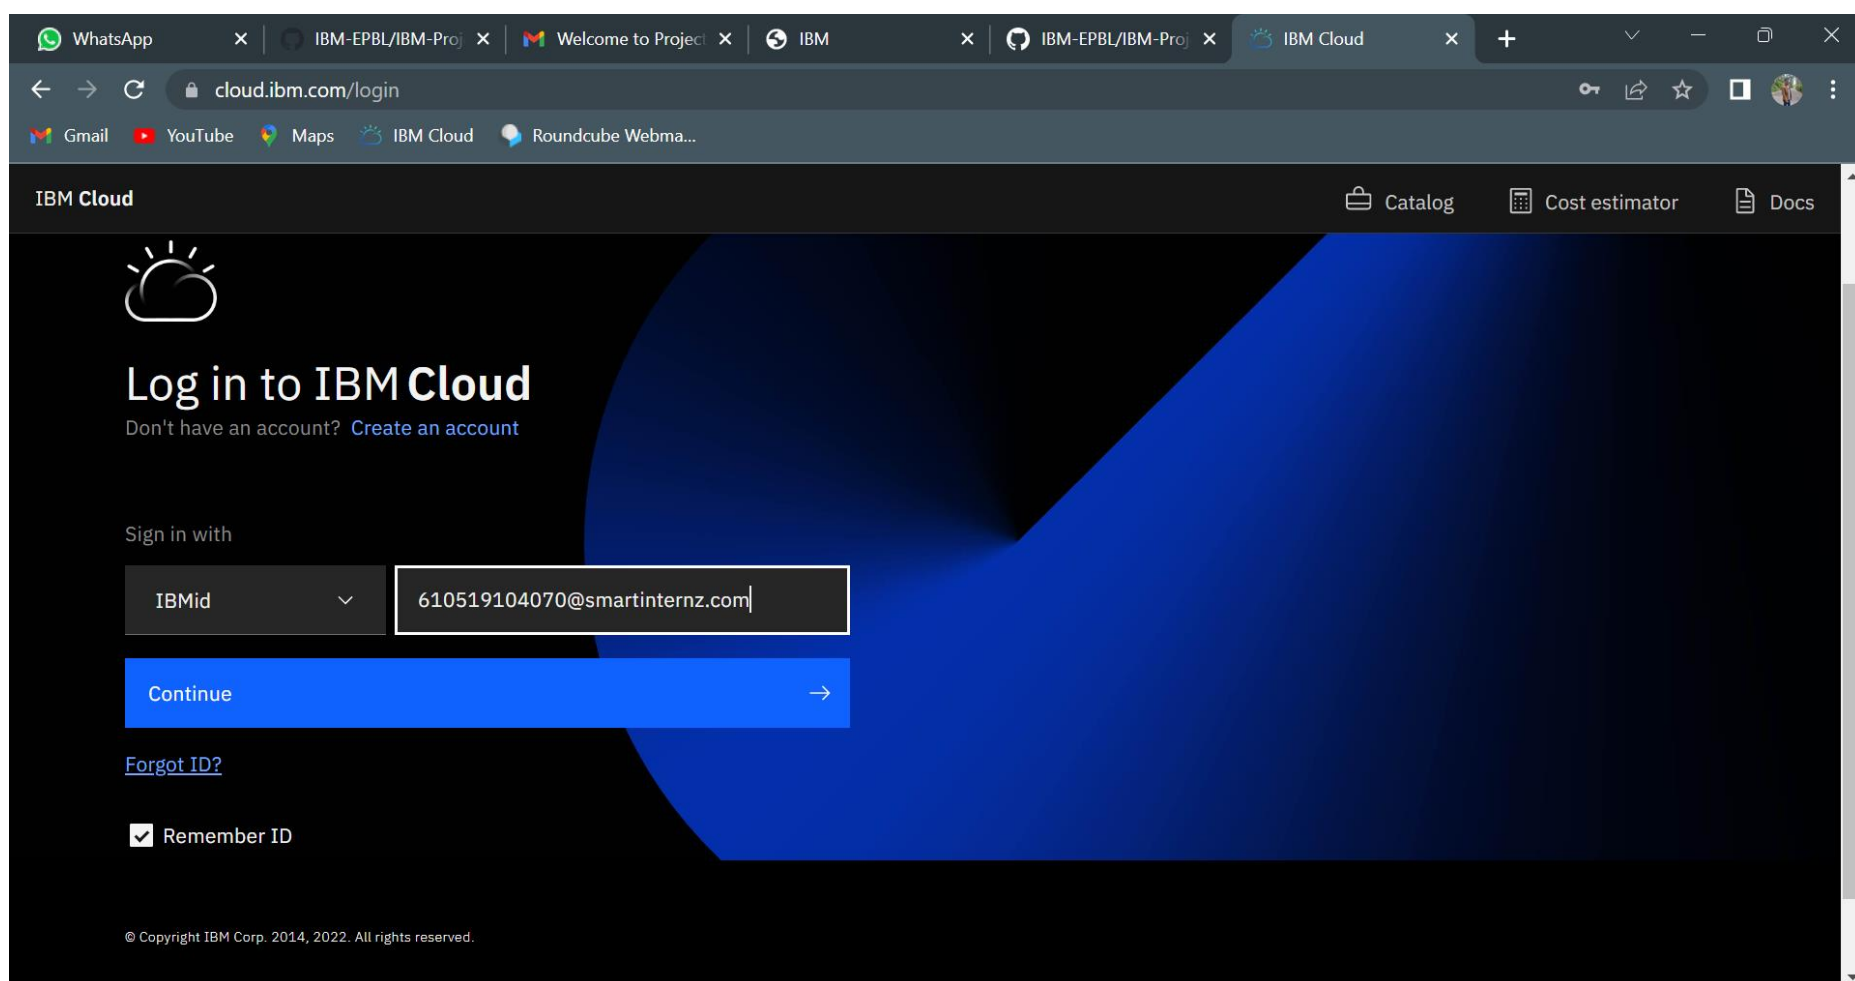 WhatsApp IBM-EPBL/IBM-Proj Welcome to Project IBM IBM-EPBL/IBM-Proj IBM Cloud
cloud.ibm.com/login
Gmail YouTube Maps IBM Cloud Roundcube Webma...
IBM Cloud Catalog Cost estimator Docs
Log in to IBM Cloud
Don't have an account? Create an account
Sign in with
IBMid 610519104070@smartinternz.com
Continue
Forgot ID?
Remember ID
© Copyright IBM Corp. 2014, 2022. All rights reserved.